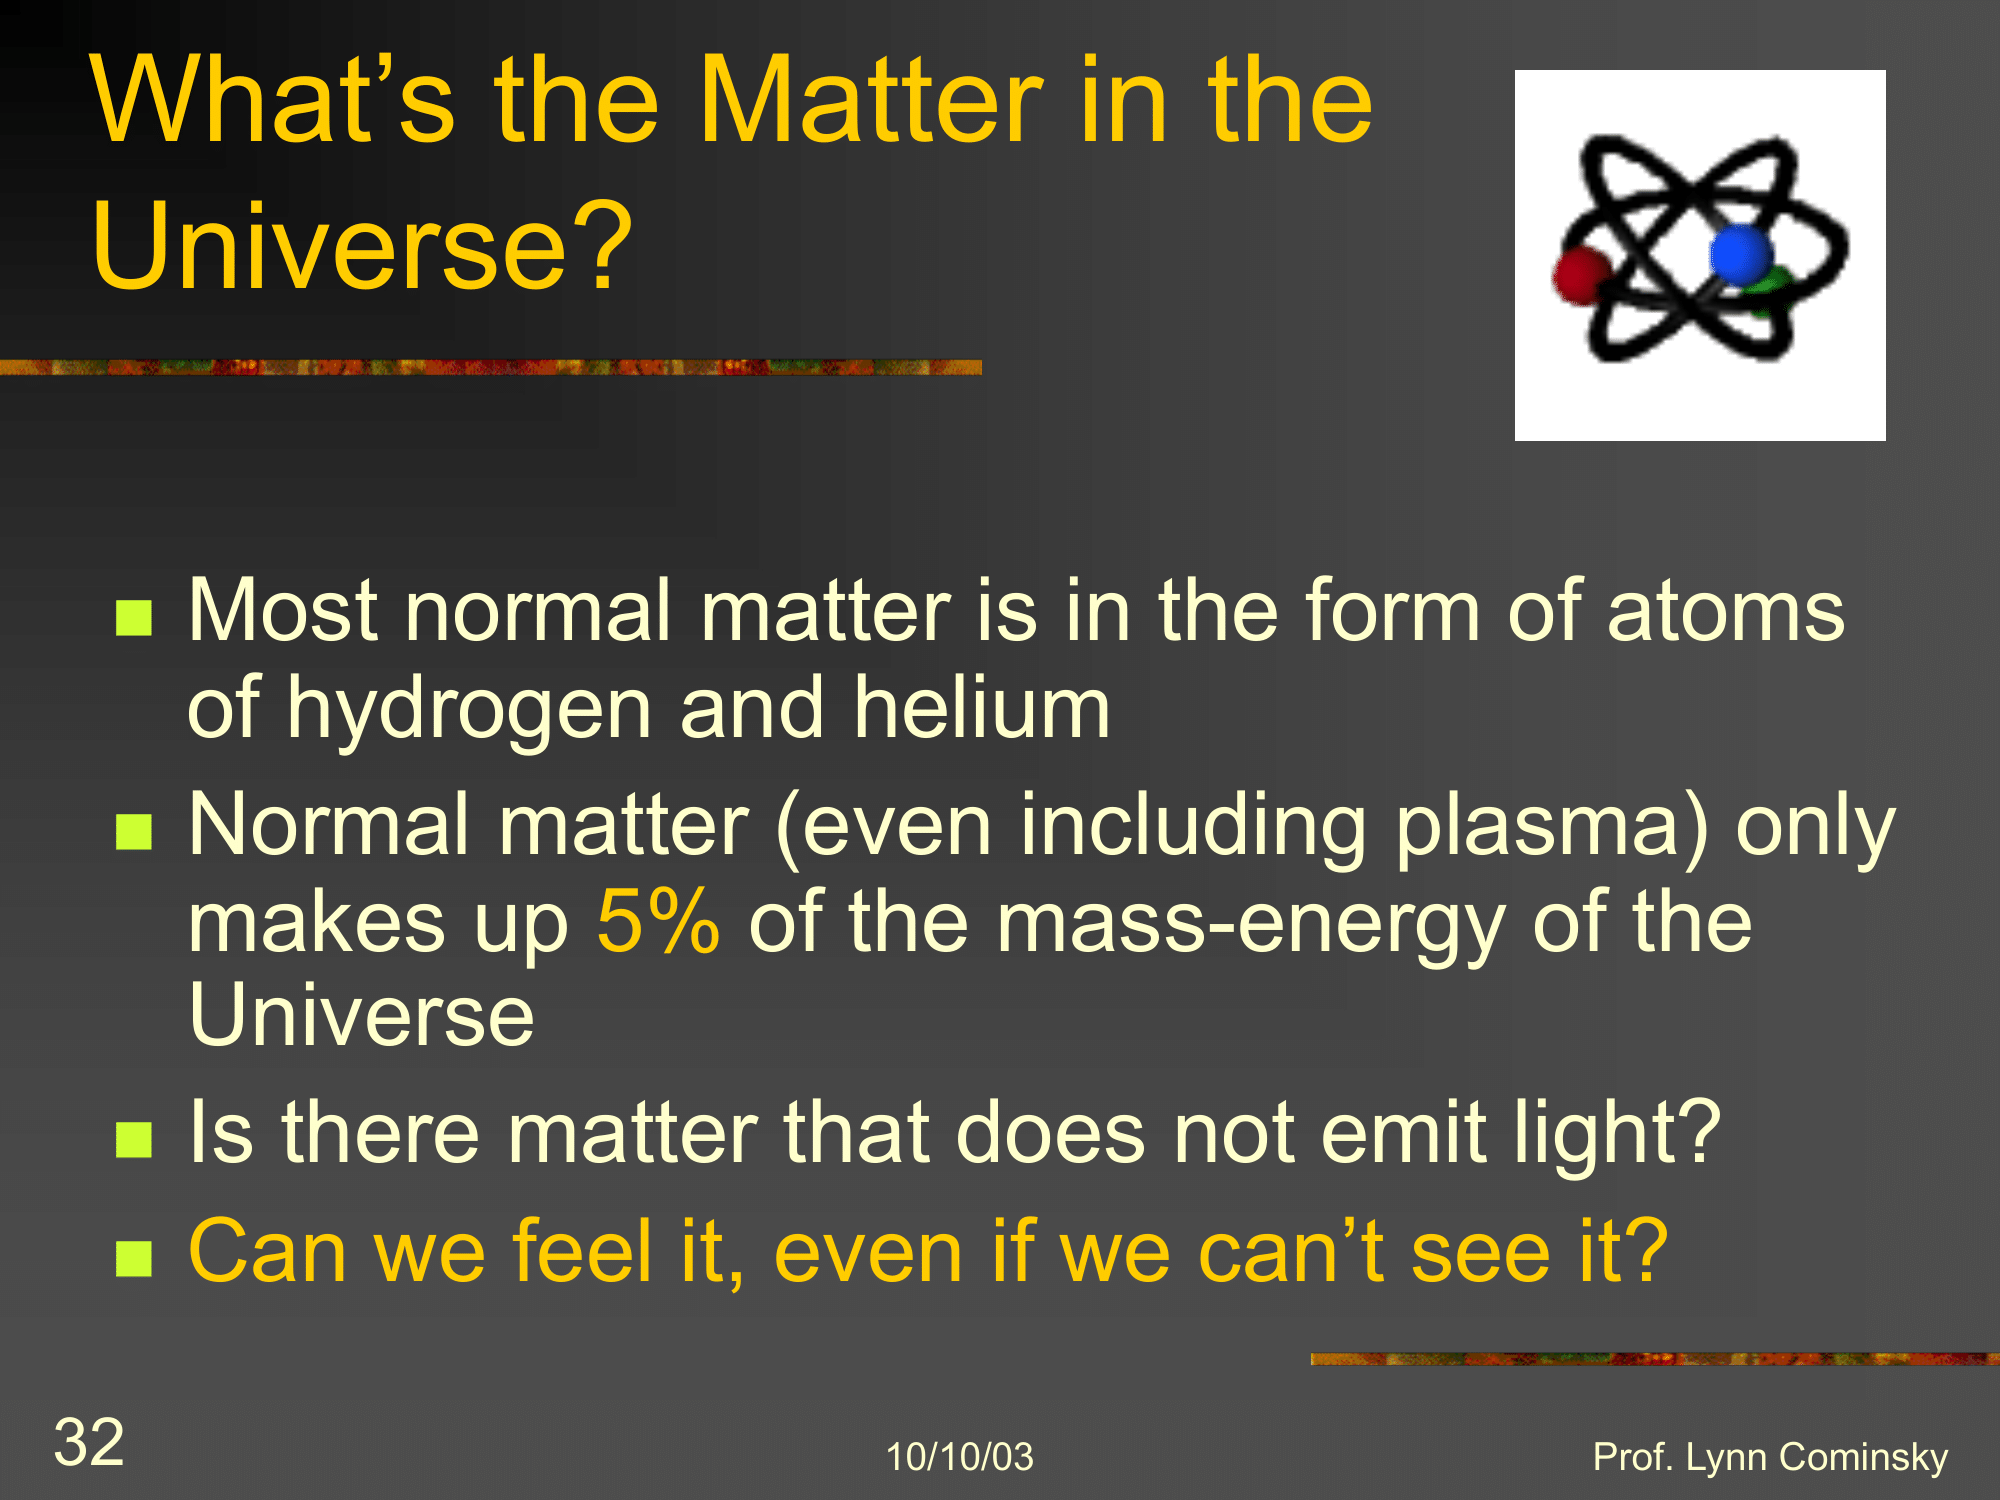 What’s the Matter in the
Universe?
Most normal matter is in the form of atoms
of hydrogen and helium
Normal matter (even including plasma) only
makes up 5% of the mass-energy of the
Universe
Is there matter that does not emit light?
Can we feel it, even if we can’t see it?
32
10/10/03
Prof. Lynn Cominsky